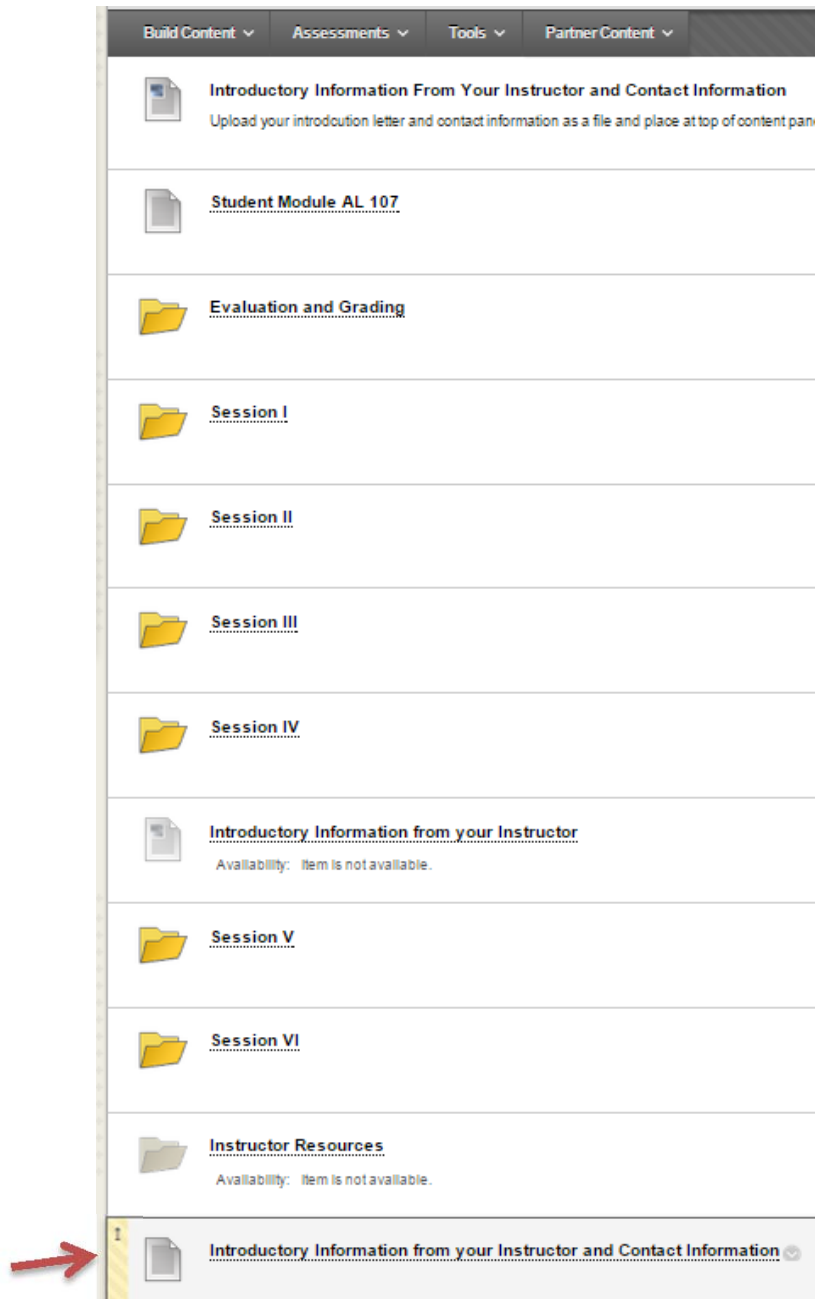 Build Content Assessments Tools Partner Content
Introductory Information From Your Instructor and Contact Information
Upload your introdcution letter and contact information as a file and place at top of content pan
Student Module AL 107
Evaluation and Grading
Session I
Session II
Session III
Session IV
Introductory Information from your Instructor
Availability: Item is not available.
Session V
Session VI
Instructor Resources
Availability: Item is not available.
Introductory Information from your Instructor and Contact Information